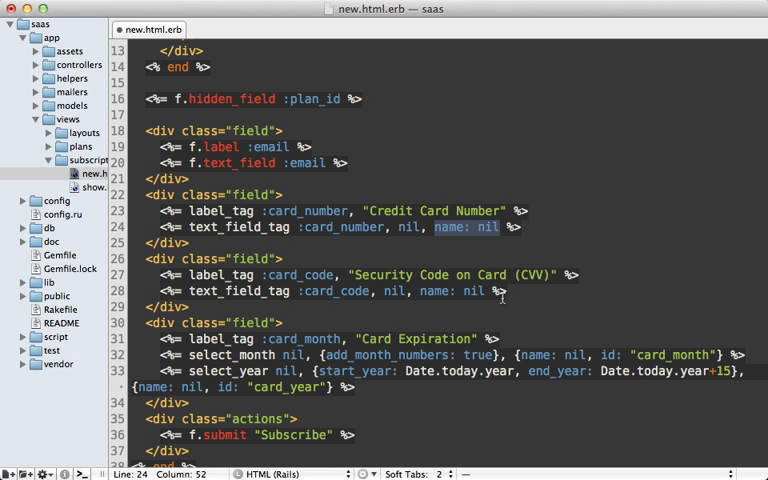 new.html.erb — saas
new.html.erb
saas
app
assets
controllers
helpers
mailers
models
views
layouts
plans
subscript
new.h
show.
config
config.ru
db
doc
Gemfile
Gemfile.lock
lib
public
Rakefile
README
script
test
vendor
13 </div>
14 <% end %>
15
16 <%= f.hidden_field :plan_id %>
17
18 <div class="field">
19 <%= f.label :email %>
20 <%= f.text_field :email %>
21 </div>
22 <div class="field">
23 <%= label_tag :card_number, "Credit Card Number" %>
24 <%= text_field_tag :card_number, nil, name: nil %>
25 </div>
26 <div class="field">
27 <%= label_tag :card_code, "Security Code on Card (CVV)" %>
28 <%= text_field_tag :card_code, nil, name: nil %>
29 </div>
30 <div class="field">
31 <%= label_tag :card_month, "Card Expiration" %>
32 <%= select_month nil, {add_month_numbers: true}, {name: nil, id: "card_month"} %>
33 <%= select_year nil, {start_year: Date.today.year, end_year: Date.today.year+15},
{name: nil, id: "card_year"} %>
34 </div>
35 <div class="actions">
36 <%= f.submit "Subscribe" %>
37 </div>
38 <% end %>
Line: 24 Column: 52 HTML (Rails) Soft Tabs: 2 —